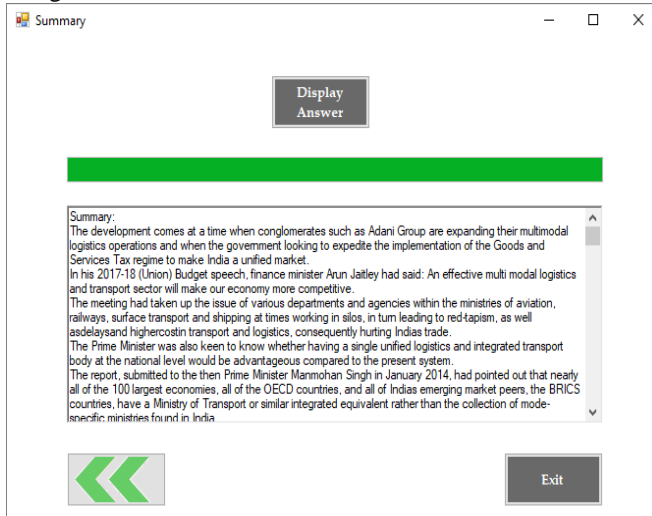 Summary
Display
Answer
Summary:
The development comes at a time when conglomerates such as Adani Group are expanding their multimodal
logistics operations and when the government looking to expedite the implementation of the Goods and
Services Tax regime to make India a unified market.
In his 2017-18 (Union) Budget speech, finance minister Arun Jaitley had said: An effective multi modal logistics
and transport sector will make our economy more competitive.
The meeting had taken up the issue of various departments and agencies within the ministries of aviation,
railways, surface transport and shipping at times working in silos, in turn leading to red-tapism, as well
asdelaysand highercostin transport and logistics, consequently hurting Indias trade.
The Prime Minister was also keen to know whether having a single unified logistics and integrated transport
body at the national level would be advantageous compared to the present system.
The report, submitted to the then Prime Minister Manmohan Singh in January 2014, had pointed out that nearly
all of the 100 largest economies, all of the OECD countries, and all of Indias emerging market peers, the BRICS
countries, have a Ministry of Transport or similar integrated equivalent rather than the collection of mode-
specific ministries found in India
Exit